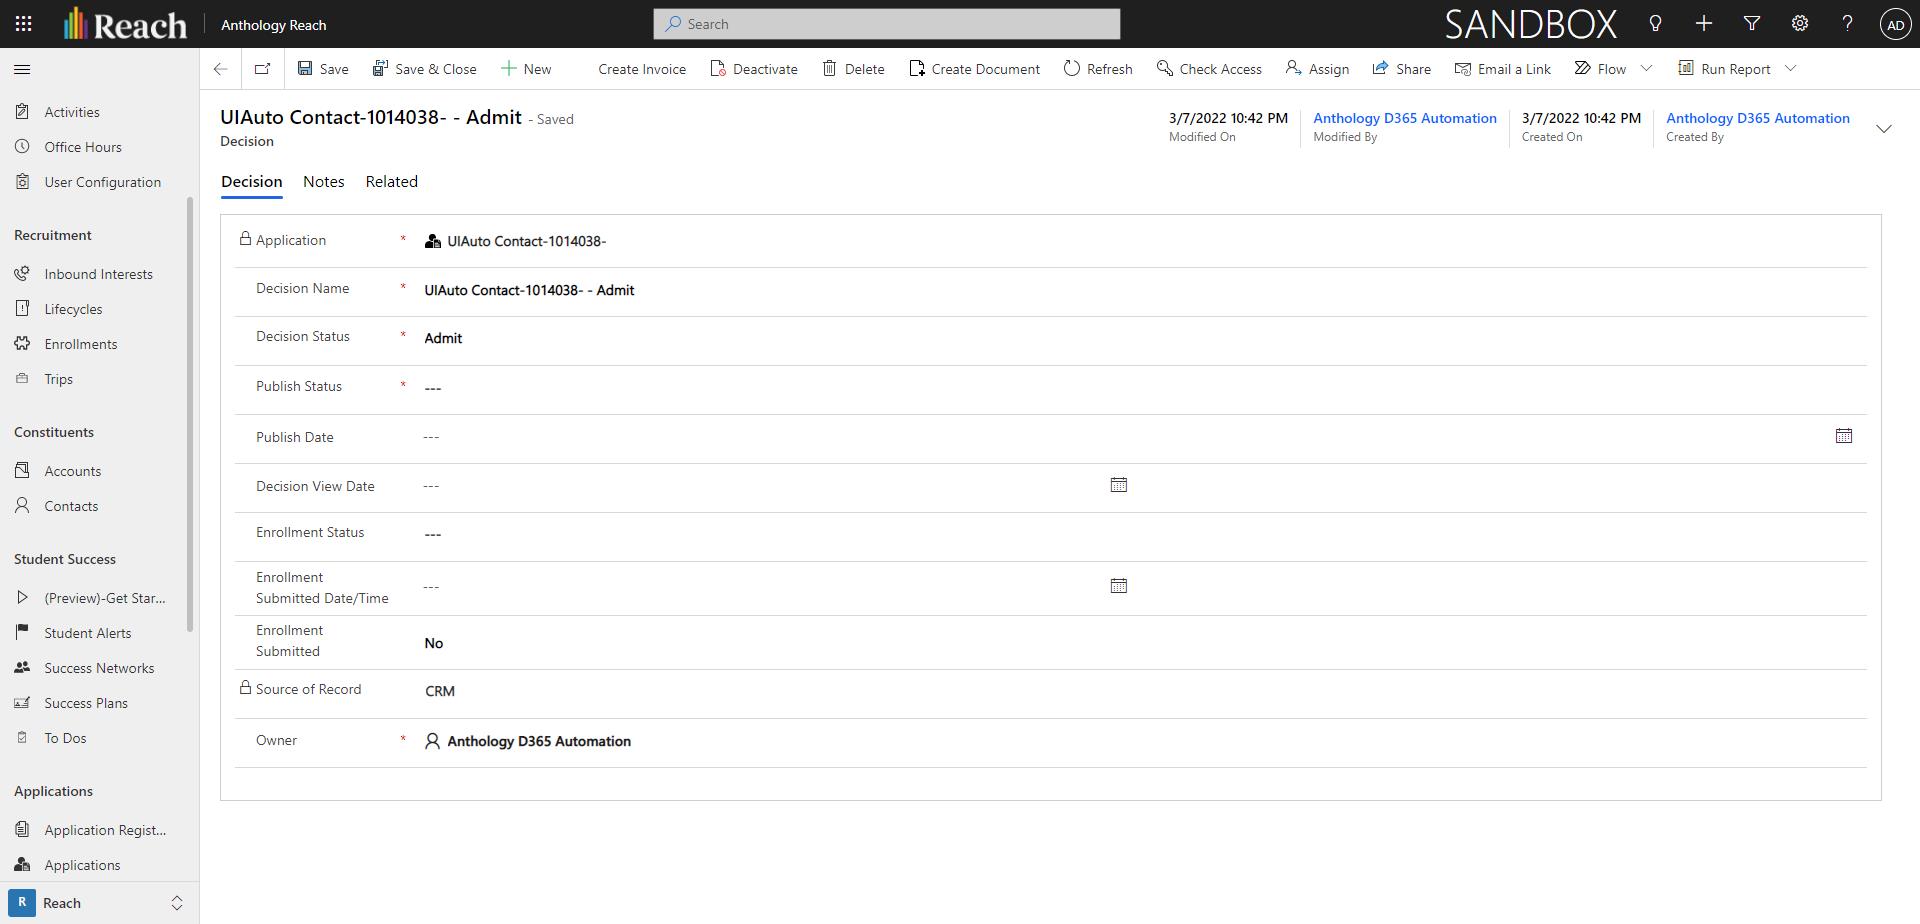 Reach
Anthology Reach
Search
SANDBOX
AD
Save
Save & Close
New
Create Invoice
Deactivate
Delete
Create Document
Refresh
Check Access
Assign
Share
Email a Link
Flow
Run Report
Activities
Office Hours
User Configuration
Recruitment
Inbound Interests
Lifecycles
Enrollments
Trips
Constituents
Accounts
Contacts
Student Success
(Preview)-Get Star...
Student Alerts
Success Networks
Success Plans
To Dos
Applications
Application Regist...
Applications
R Reach
UIAuto Contact-1014038- - Admit - Saved
Decision
3/7/2022 10:42 PM
Modified On
Anthology D365 Automation
Modified By
3/7/2022 10:42 PM
Created On
Anthology D365 Automation
Created By
Decision Notes Related
Application * UIAuto Contact-1014038-
Decision Name * UIAuto Contact-1014038- - Admit
Decision Status * Admit
Publish Status * ---
Publish Date ---
Decision View Date ---
Enrollment Status ---
Enrollment
Submitted Date/Time ---
Enrollment
Submitted No
Source of Record CRM
Owner * Anthology D365 Automation